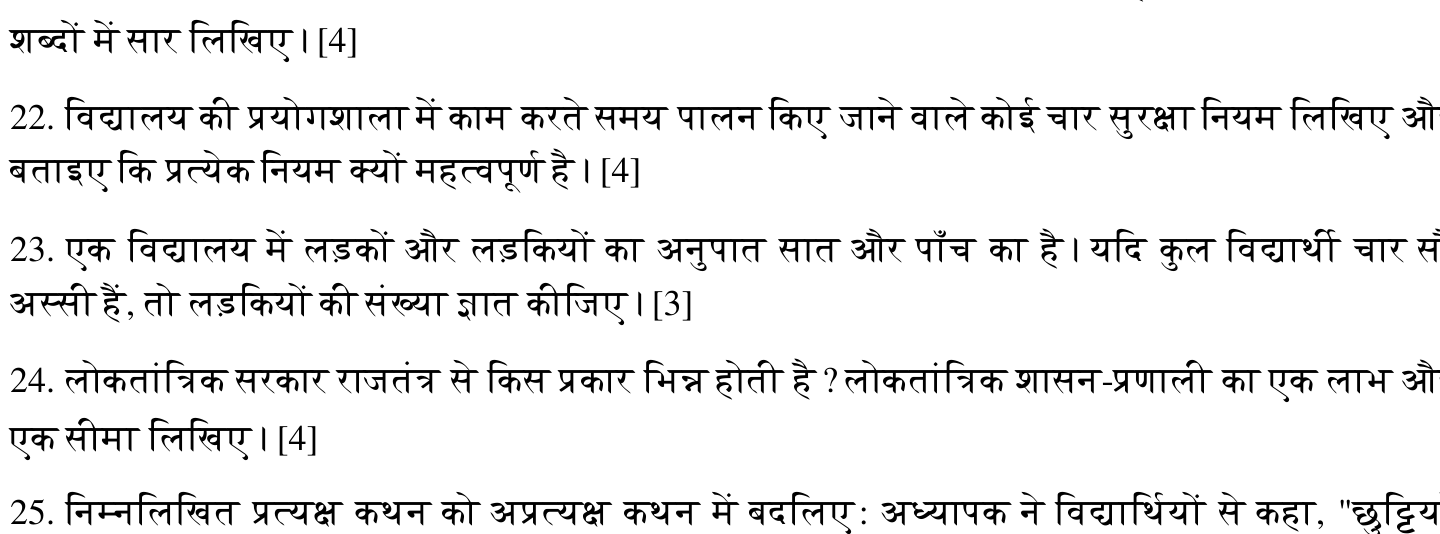 शब्दों में सार लिखिए। [4]
22. विद्यालय की प्रयोगशाला में काम करते समय पालन किए जाने वाले कोई चार सुरक्षा नियम लिखिए
बताइए कि प्रत्येक नियम क्यों महत्वपूर्ण है। [4]
23. एक विद्यालय में लड़कों और लड़कियों का अनुपात सात और पाँच का है। यदि कुल विद्यार्थी चार सौ
अस्सी हैं, तो लड़कियों की संख्या ज्ञात कीजिए। [3]
24. लोकतांत्रिक सरकार राजतंत्र से किस प्रकार भिन्न होती है ? लोकतांत्रिक शासन-प्रणाली का एक लाभ
एक सीमा लिखिए। [4]
25. निम्नलिखित प्रत्यक्ष कथन को अप्रत्यक्ष कथन में बदलिए: अध्यापक ने विद्यार्थियों से कहा,